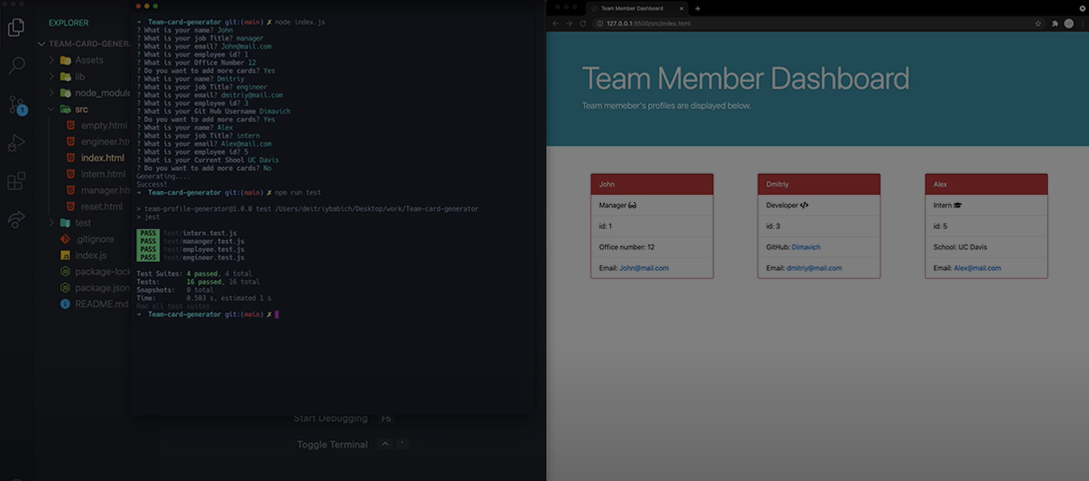 EXPLORER
TEAM-CARD-GENER
Assets
lib
node_module
src
empty.html
engineer.ht
index.html
intern.html
manager.ht
reset.html
test
.gitignore
index.js
package-lock
package.json
README.md
1
➜ Team-card-generator git:(main) ✗ node index.js
? What is your name? John
? What is your job Title? manager
? What is your email? John@mail.com
? What is your employee id? 1
? What is your Office Number 12
? Do you want to add more cards? Yes
? What is your name? Dmitriy
? What is your job Title? engineer
? What is your email? dmitriy@mail.com
? What is your employee id? 3
? What is your Git Hub Username Dimavich
? Do you want to add more cards? Yes
? What is your name? Alex
? What is your job Title? intern
? What is your email? Alex@mail.com
? What is your employee id? 5
? What is your Current Shool UC Davis
? Do you want to add more cards? No
Generating....
Success!
➜ Team-card-generator git:(main) ✗ npm run test
> team-profile-generator@1.0.0 test /Users/dmitriybabich/Desktop/work/Team-card-generator
> jest
PASS test/intern.test.js
PASS test/mananger.test.js
PASS test/employee.test.js
PASS test/engineer.test.js
Test Suites: 4 passed, 4 total
Tests: 16 passed, 16 total
Snapshots: 0 total
Time: 0.503 s, estimated 1 s
Ran all test suites.
➜ Team-card-generator git:(main) ✗
Start Debugging F5
Toggle Terminal
Team Member Dashboard
127.0.0.1:5500/src/index.html
Team Member Dashboard
Team memeber's profiles are displayed below.
John
Manager
id: 1
Office number: 12
Email: John@mail.com
Dmitriy
Developer
id: 3
GitHub: Dimavich
Email: dmitriy@mail.com
Alex
Intern
id: 5
School: UC Davis
Email: Alex@mail.com